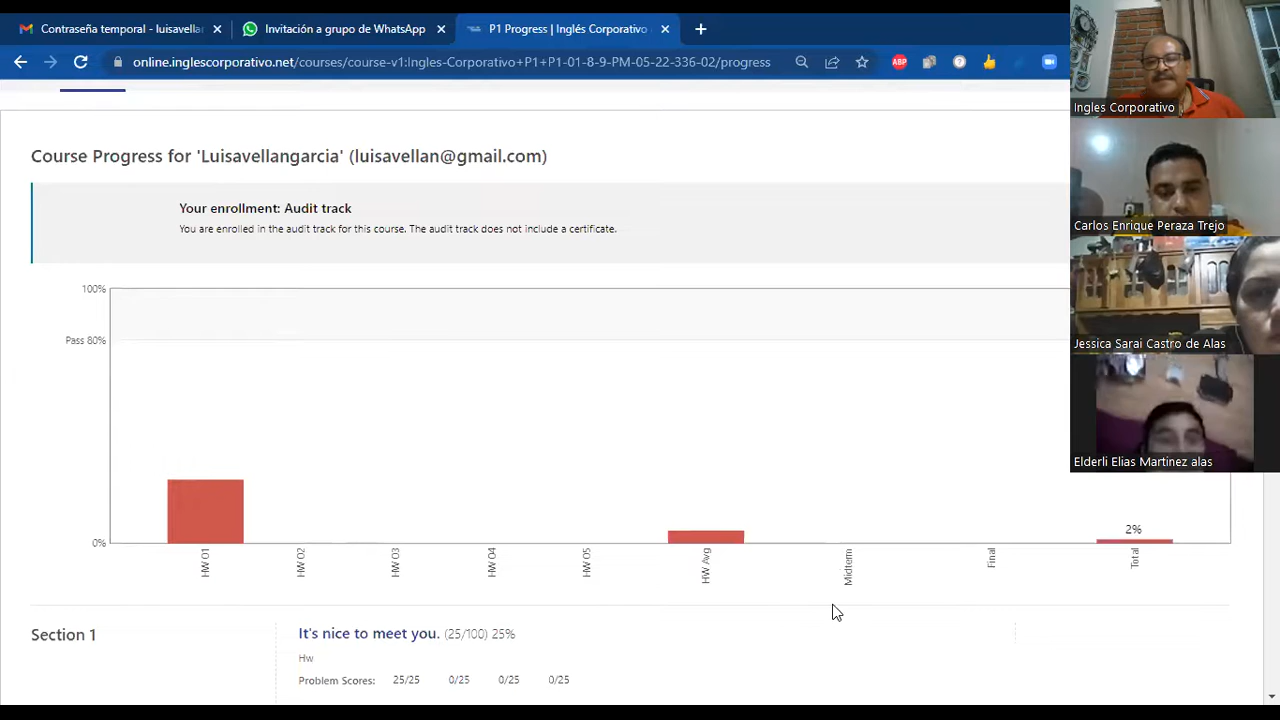 Contraseña temporal - luisavella
Invitación a grupo de WhatsApp
P1 Progress | Inglés Corporativo
online.inglescorporativo.net/courses/course-v1:Ingles-Corporativo+P1+P1-01-8-9-PM-05-22-336-02/progress
ABP
Ingles Corporativo
Carlos Enrique Peraza Trejo
Jessica Sarai Castro de Alas
Elderli Elias Martinez alas
Course Progress for 'Luisavellangarcia' (luisavellan@gmail.com)
Your enrollment: Audit track
You are enrolled in the audit track for this course. The audit track does not include a certificate.
100%
Pass 80%
0%
2%
HW 01
HW 02
HW 03
HW 04
HW 05
HW Avg
Midterm
Final
Total
Section 1
It's nice to meet you. (25/100) 25%
Hw
Problem Scores: 25/25 0/25 0/25 0/25